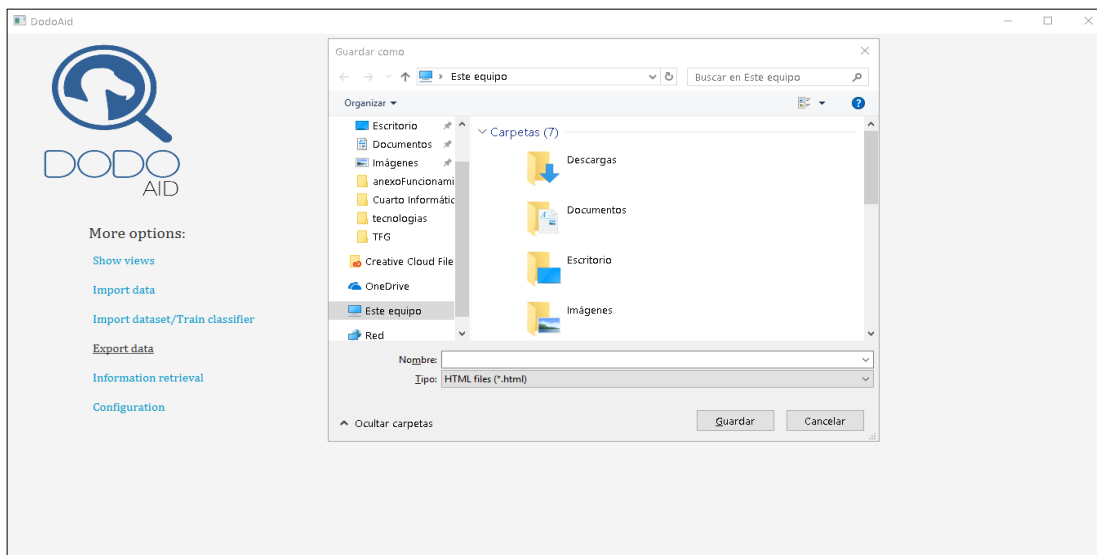 DodoAid
DODO
AID
More options:
Show views
Import data
Import dataset/Train classifier
Export data
Information retrieval
Configuration
Guardar como
Este equipo
Buscar en Este equipo
Organizar
Escritorio
Documentos
Imágenes
anexoFuncionami
Cuarto Informátic
tecnologias
TFG
Creative Cloud File
OneDrive
Este equipo
Red
Carpetas (7)
Descargas
Documentos
Escritorio
Imágenes
Nombre:
Tipo: HTML files (*.html)
Ocultar carpetas
Guardar
Cancelar